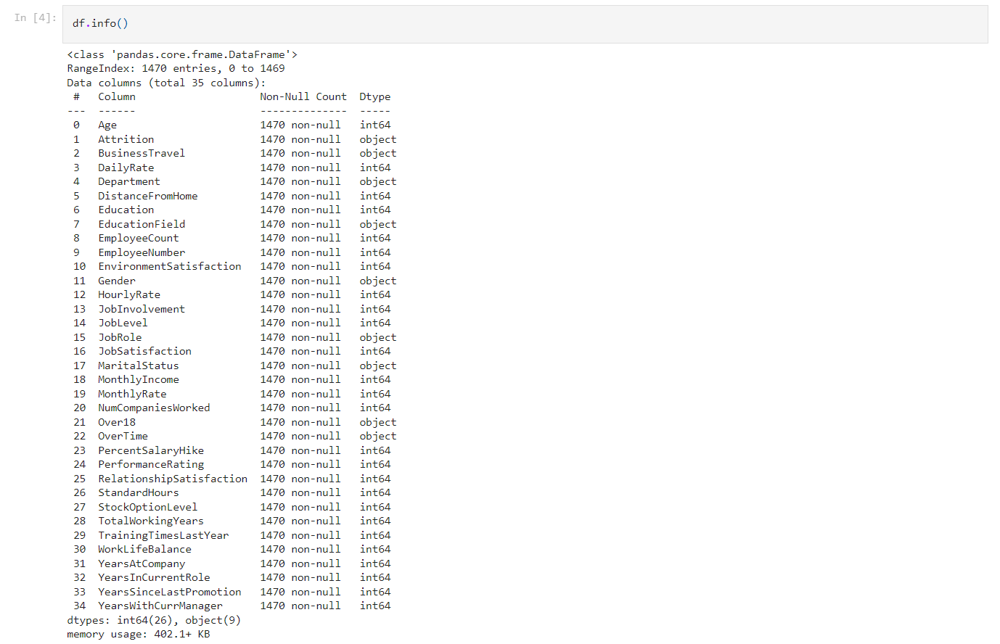 In [4]:
df.info()
<class 'pandas.core.frame.DataFrame'>
RangeIndex: 1470 entries, 0 to 1469
Data columns (total 35 columns):
 #   Column                    Non-Null Count  Dtype
---  ------                    --------------  -----
 0   Age                       1470 non-null   int64
 1   Attrition                 1470 non-null   object
 2   BusinessTravel            1470 non-null   object
 3   DailyRate                 1470 non-null   int64
 4   Department                1470 non-null   object
 5   DistanceFromHome          1470 non-null   int64
 6   Education                 1470 non-null   int64
 7   EducationField            1470 non-null   object
 8   EmployeeCount             1470 non-null   int64
 9   EmployeeNumber            1470 non-null   int64
 10  EnvironmentSatisfaction   1470 non-null   int64
 11  Gender                    1470 non-null   object
 12  HourlyRate                1470 non-null   int64
 13  JobInvolvement            1470 non-null   int64
 14  JobLevel                  1470 non-null   int64
 15  JobRole                   1470 non-null   object
 16  JobSatisfaction           1470 non-null   int64
 17  MaritalStatus             1470 non-null   object
 18  MonthlyIncome             1470 non-null   int64
 19  MonthlyRate               1470 non-null   int64
 20  NumCompaniesWorked        1470 non-null   int64
 21  Over18                    1470 non-null   object
 22  OverTime                  1470 non-null   object
 23  PercentSalaryHike         1470 non-null   int64
 24  PerformanceRating         1470 non-null   int64
 25  RelationshipSatisfaction  1470 non-null   int64
 26  StandardHours             1470 non-null   int64
 27  StockOptionLevel          1470 non-null   int64
 28  TotalWorkingYears         1470 non-null   int64
 29  TrainingTimesLastYear     1470 non-null   int64
 30  WorkLifeBalance           1470 non-null   int64
 31  YearsAtCompany            1470 non-null   int64
 32  YearsInCurrentRole        1470 non-null   int64
 33  YearsSinceLastPromotion   1470 non-null   int64
 34  YearsWithCurrManager      1470 non-null   int64
dtypes: int64(26), object(9)
memory usage: 402.1+ KB